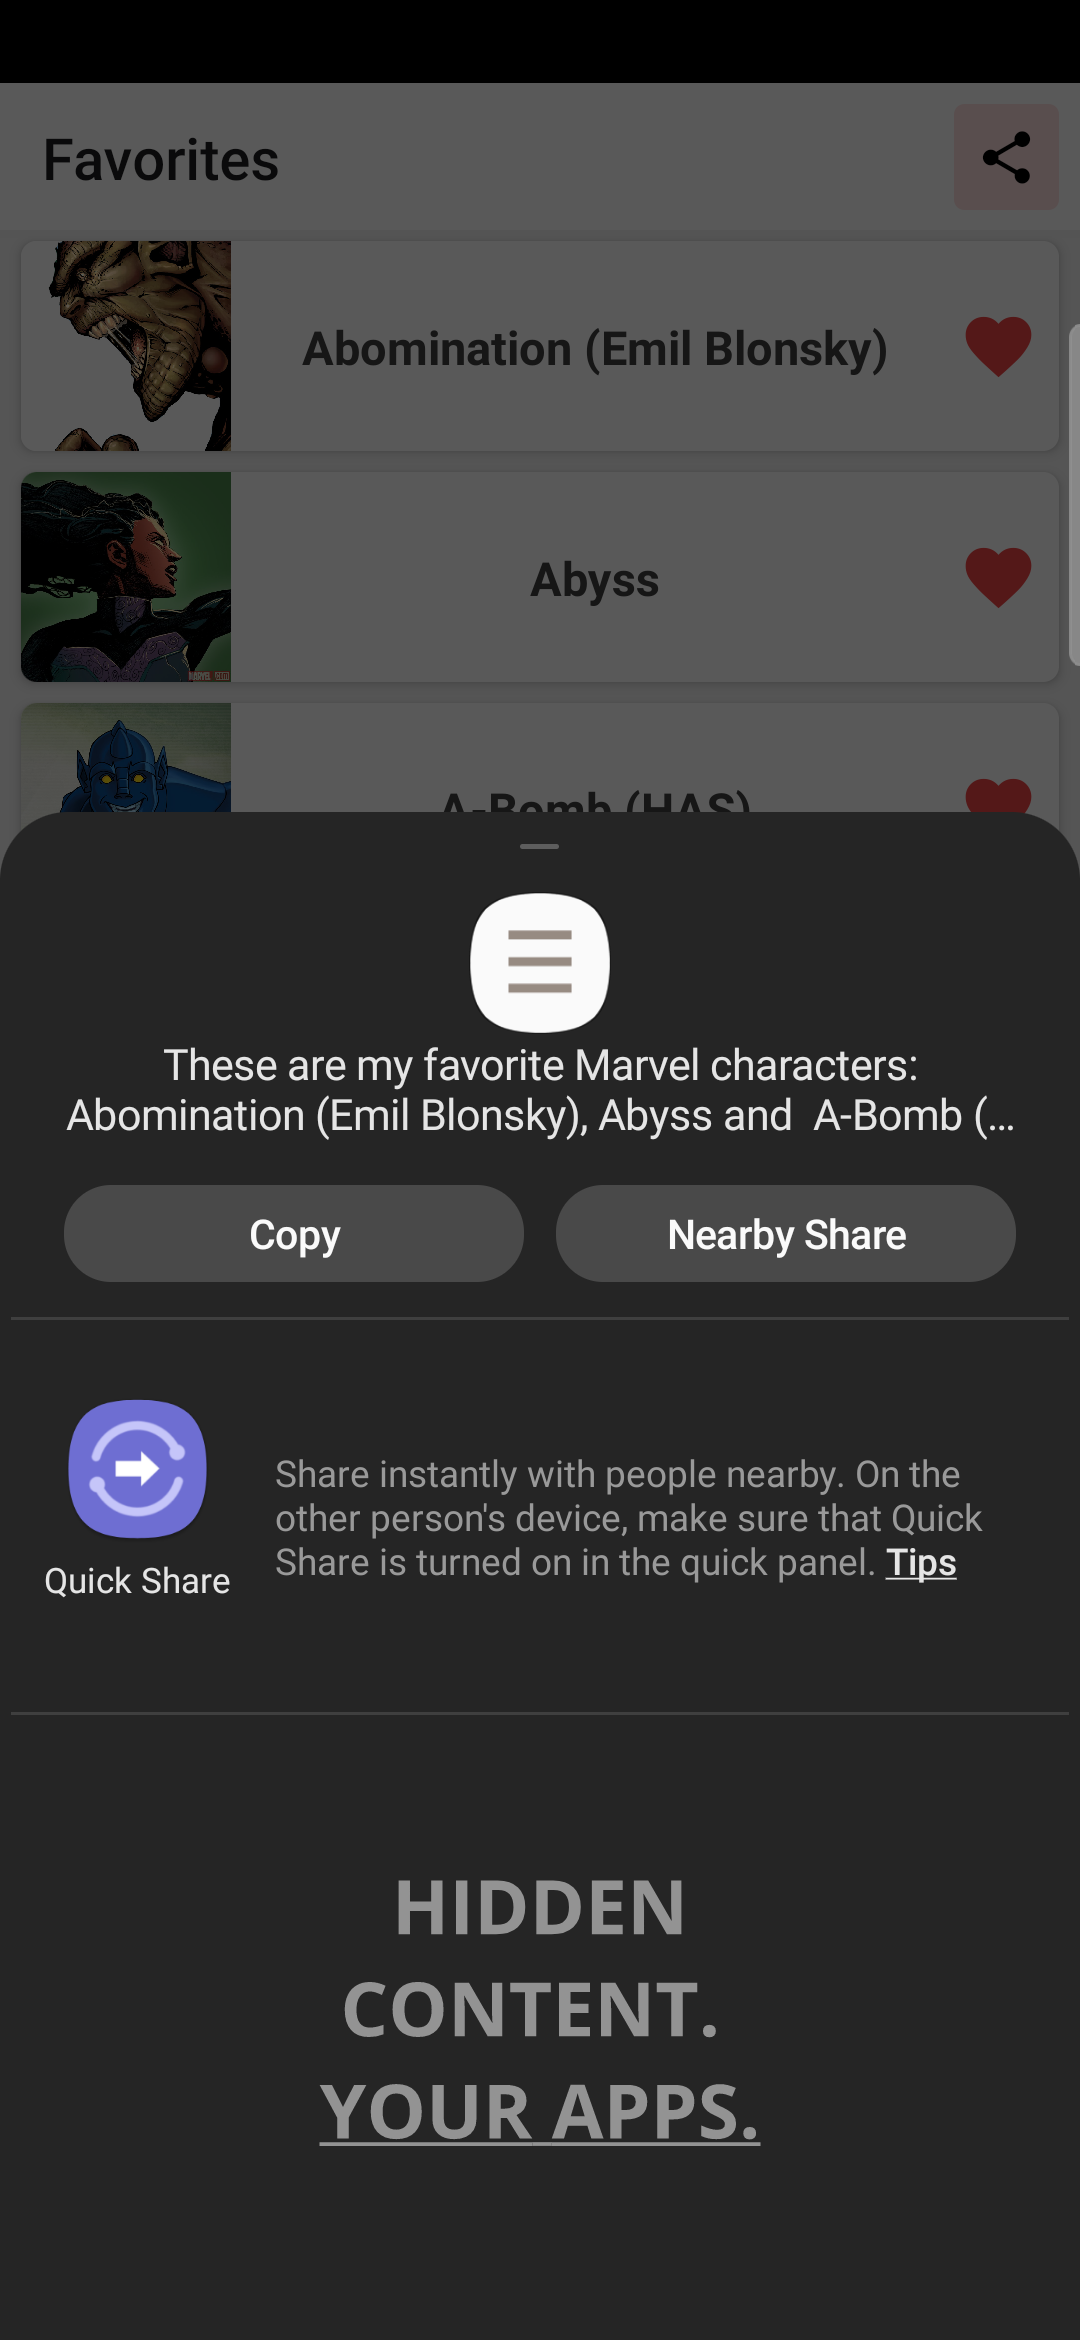 Favorites
Abomination (Emil Blonsky)
Abyss
A-Bomb (HAS)
These are my favorite Marvel characters:
Abomination (Emil Blonsky), Abyss and  A-Bomb (...
Copy
Nearby Share
Share instantly with people nearby. On the
other person's device, make sure that Quick
Share is turned on in the quick panel. Tips
Quick Share
HIDDEN
CONTENT.
YOUR APPS.